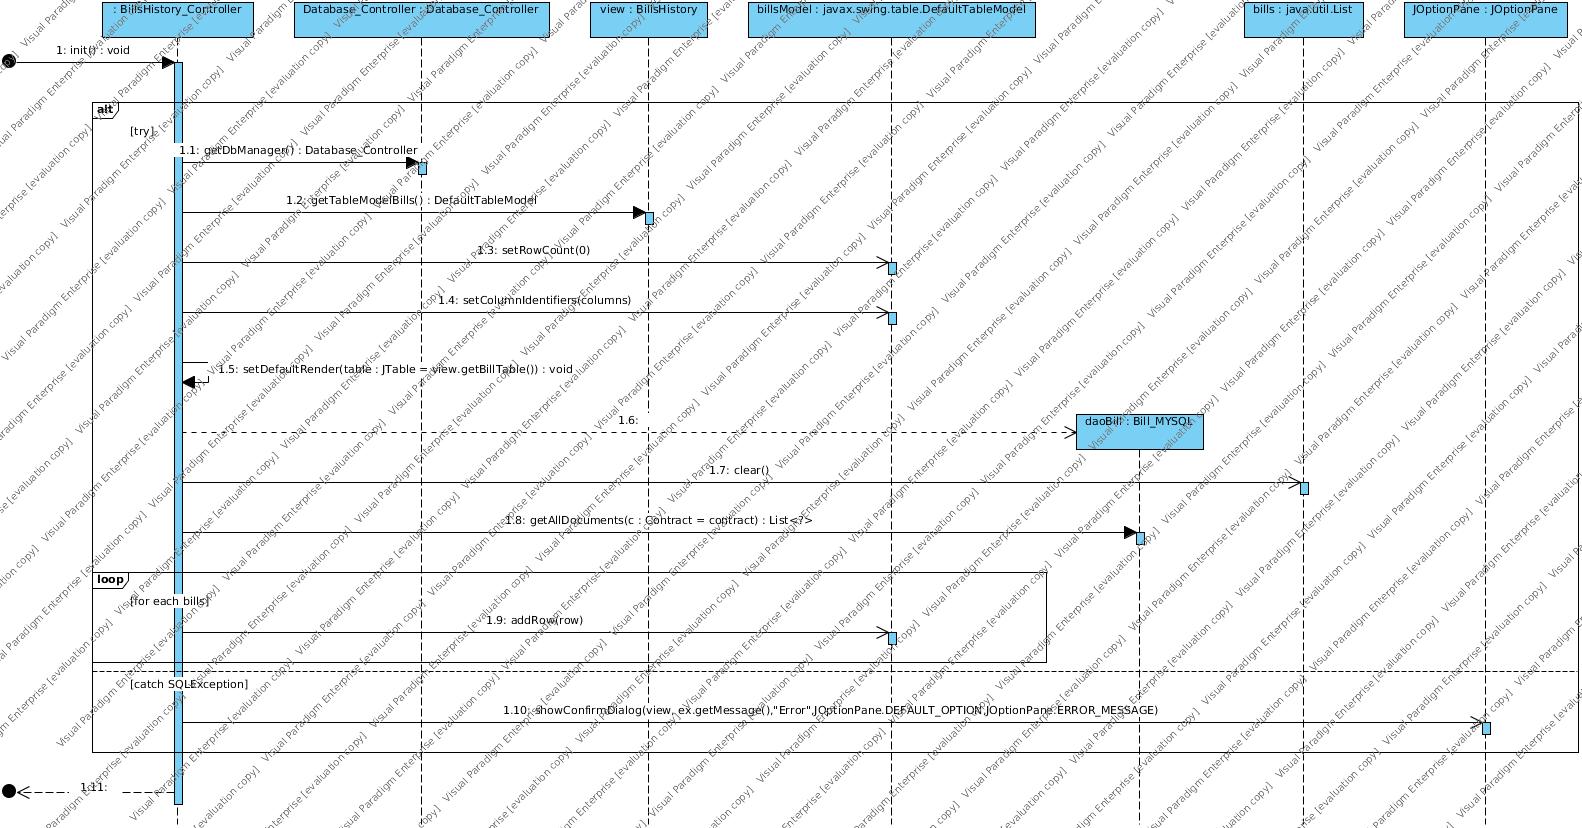 : BillsHistory_Controller
Database_Controller : Database_Controller
view : BillsHistory
billsModel : javax.swing.table.DefaultTableModel
bills : java.util.List
JOptionPane : JOptionPane
1: init() : void
alt
[try]
1.1: getDbManager() : Database_Controller
1.2: getTableModelBills() : DefaultTableModel
1.3: setRowCount(0)
1.4: setColumnIdentifiers(columns)
1.5: setDefaultRender(table : JTable = view.getBillTable()) : void
1.6:
daoBill : Bill_MYSQL
1.7: clear()
1.8: getAllDocuments(c : Contract = contract) : List<?>
loop
[for each bills]
1.9: addRow(row)
[catch SQLException]
1.10: showConfirmDialog(view, ex.getMessage(),"Error",JOptionPane.DEFAULT_OPTION,JOptionPane.ERROR_MESSAGE)
1.11:
Visual Paradigm Enterprise [evaluation copy]